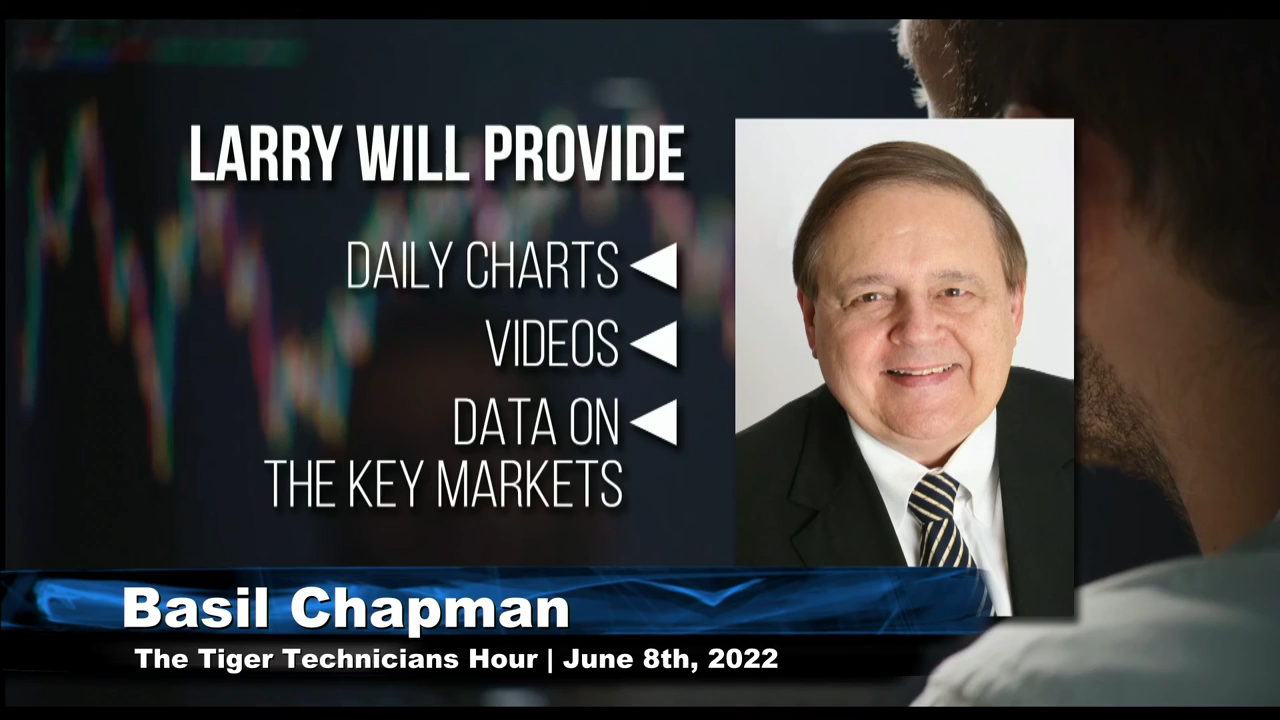 LARRY WILL PROVIDE
DAILY CHARTS
VIDEOS
DATA ON
THE KEY MARKETS
Basil Chapman
The Tiger Technicians Hour | June 8th, 2022